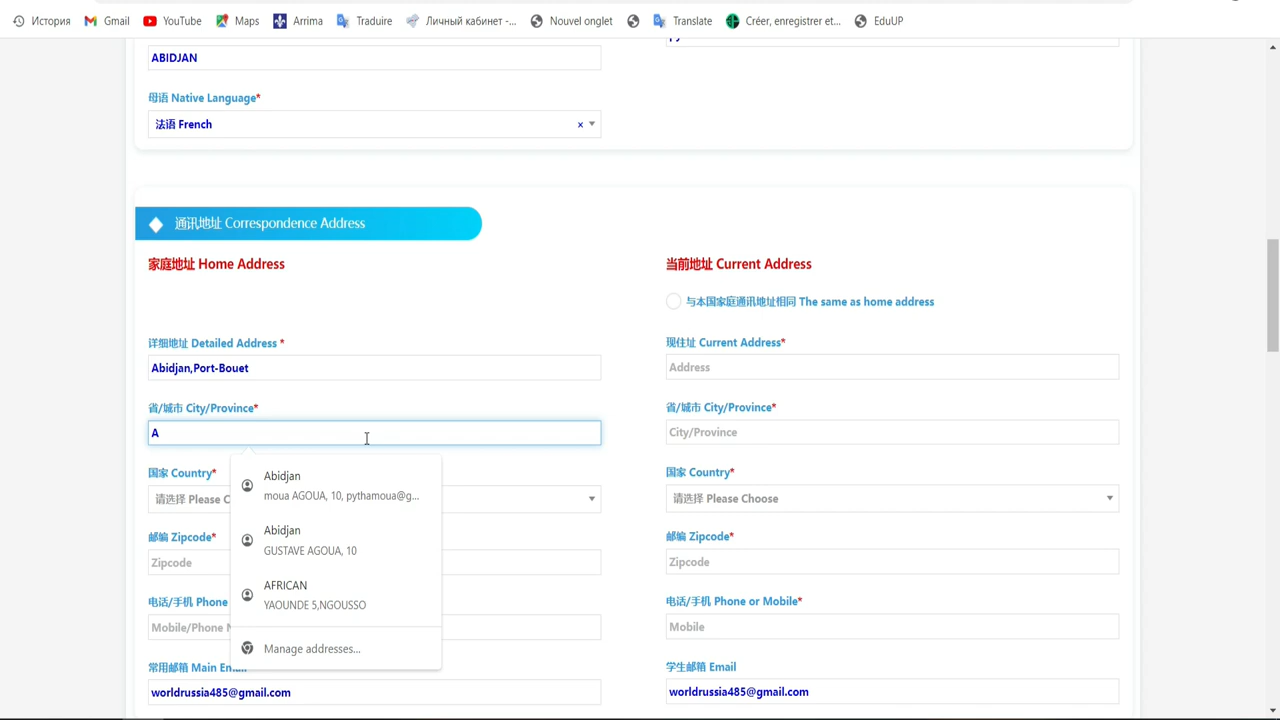 История Gmail YouTube Maps Arrima Traduire Личный кабинет -... Nouvel onglet Translate Créer, enregistrer et... EduUP
ABIDJAN
母语 Native Language*
法语 French ×
通讯地址 Correspondence Address
家庭地址 Home Address
当前地址 Current Address
与本国家庭通讯地址相同 The same as home address
详细地址 Detailed Address *
现住址 Current Address*
Abidjan,Port-Bouet
Address
省/城市 City/Province*
省/城市 City/Province*
A
City/Province
国家 Country*
国家 Country*
请选择 Please C
请选择 Please Choose
Abidjan
moua AGOUA, 10, pythamoua@g...
Abidjan
GUSTAVE AGOUA, 10
AFRICAN
YAOUNDE 5,NGOUSSO
Manage addresses...
邮编 Zipcode*
邮编 Zipcode*
Zipcode
Zipcode
电话/手机 Phone
电话/手机 Phone or Mobile*
Mobile/Phone N
Mobile
常用邮箱 Main Em
学生邮箱 Email
worldrussia485@gmail.com
worldrussia485@gmail.com